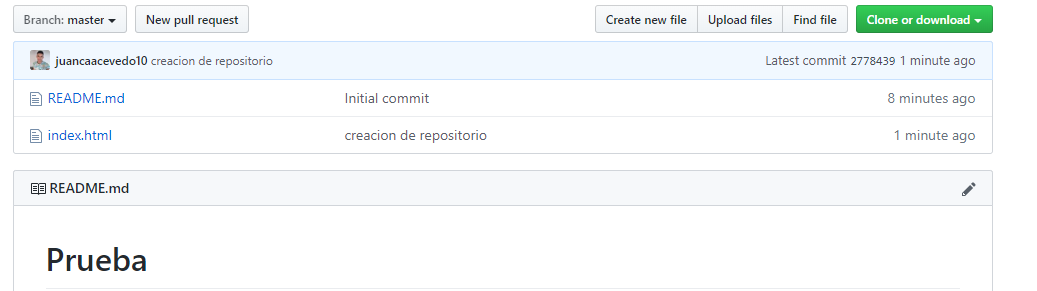 Branch: master New pull request Create new file Upload files Find file Clone or download
juancaacevedo10 creacion de repositorio Latest commit 2778439 1 minute ago
README.md Initial commit 8 minutes ago
index.html creacion de repositorio 1 minute ago
README.md
Prueba